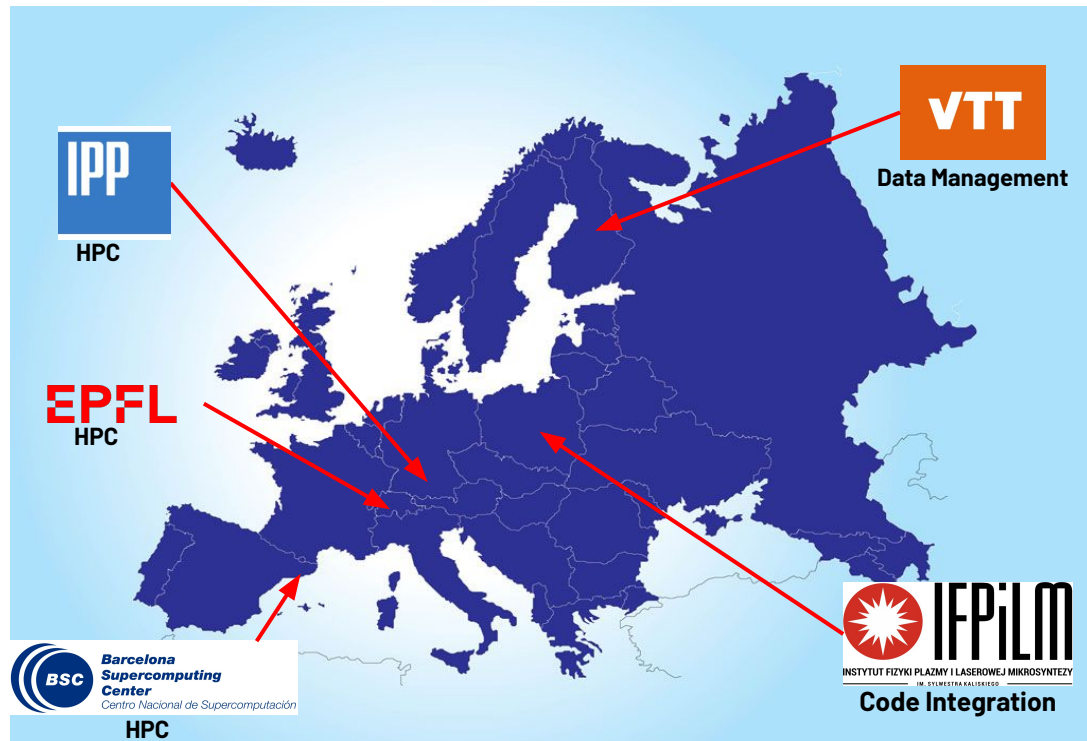 VTT
Data Management
IPP
HPC
EPFL
HPC
BSC
Barcelona
Supercomputing
Center
Centro Nacional de Supercomputación
HPC
IFPiLM
INSTYTUT FIZYKI PLAZMY I LASEROWEJ MIKROSYNTEZY
IM. SYLWESTRA KALISKIEGO
Code Integration